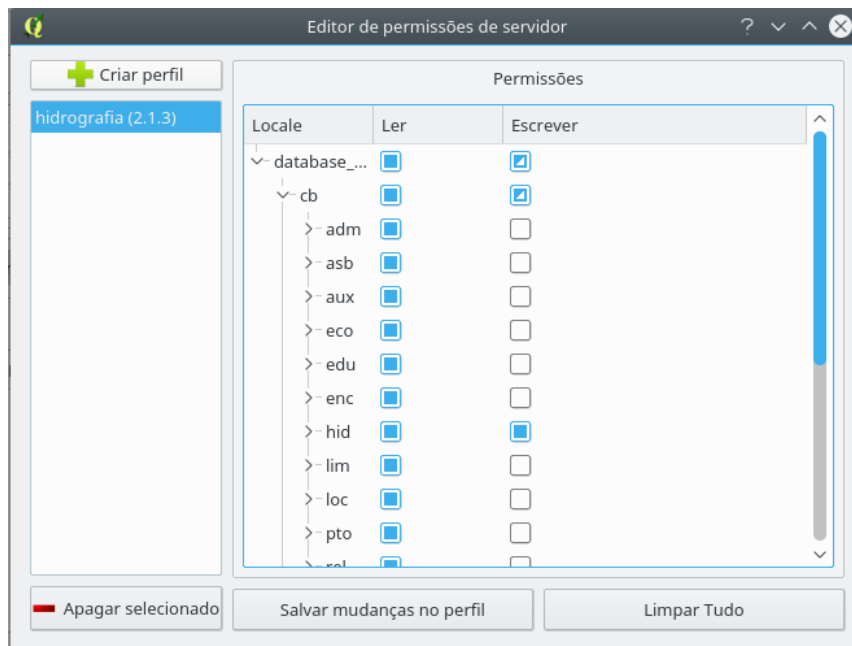 Editor de permissões de servidor
Criar perfil
hidrografia (2.1.3)
Permissões
Locale Ler Escrever
database_...
cb
adm
asb
aux
eco
edu
enc
hid
lim
loc
pto
Apagar selecionado
Salvar mudanças no perfil
Limpar Tudo